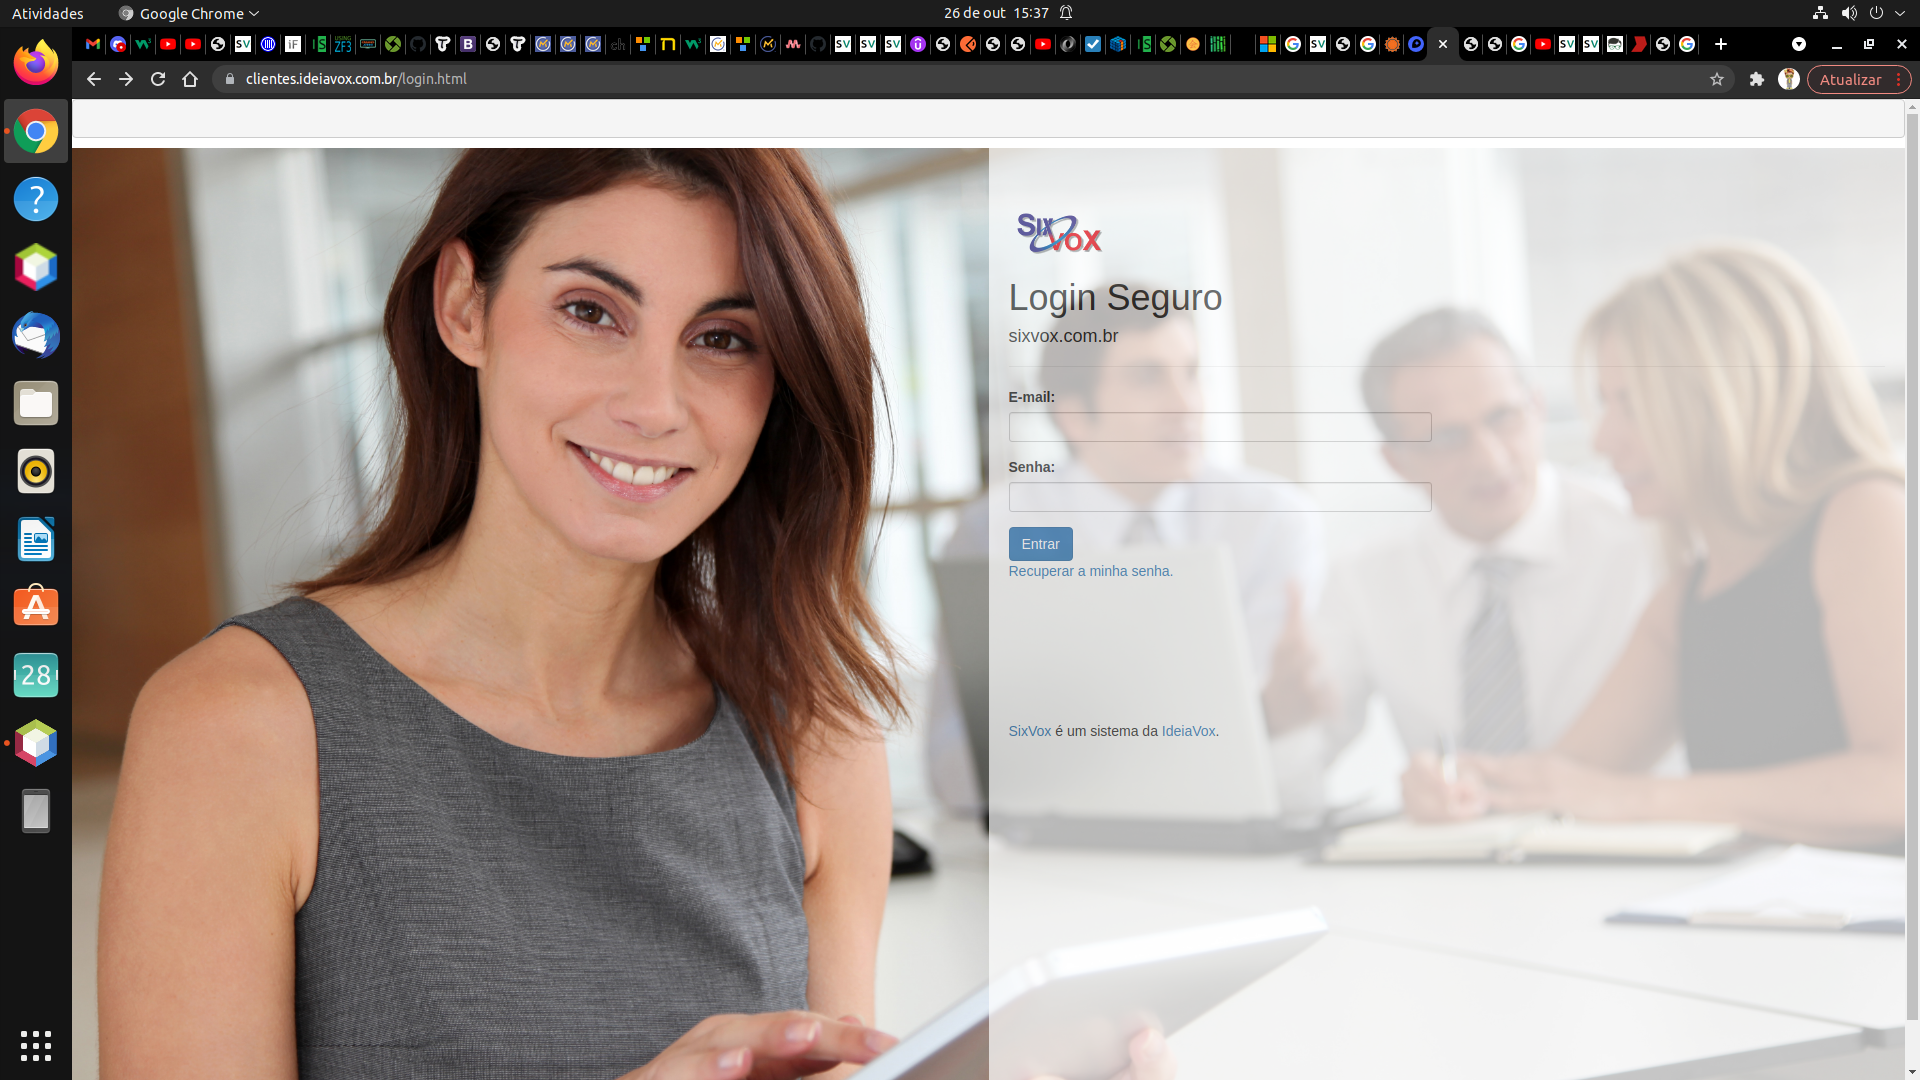 Atividades
Google Chrome
26 de out 15:37
clientes.ideiavox.com.br/login.html
Atualizar
28
SixVox
Login Seguro
sixvox.com.br
E-mail:
Senha:
Entrar
Recuperar a minha senha.
SixVox é um sistema da IdeiaVox.